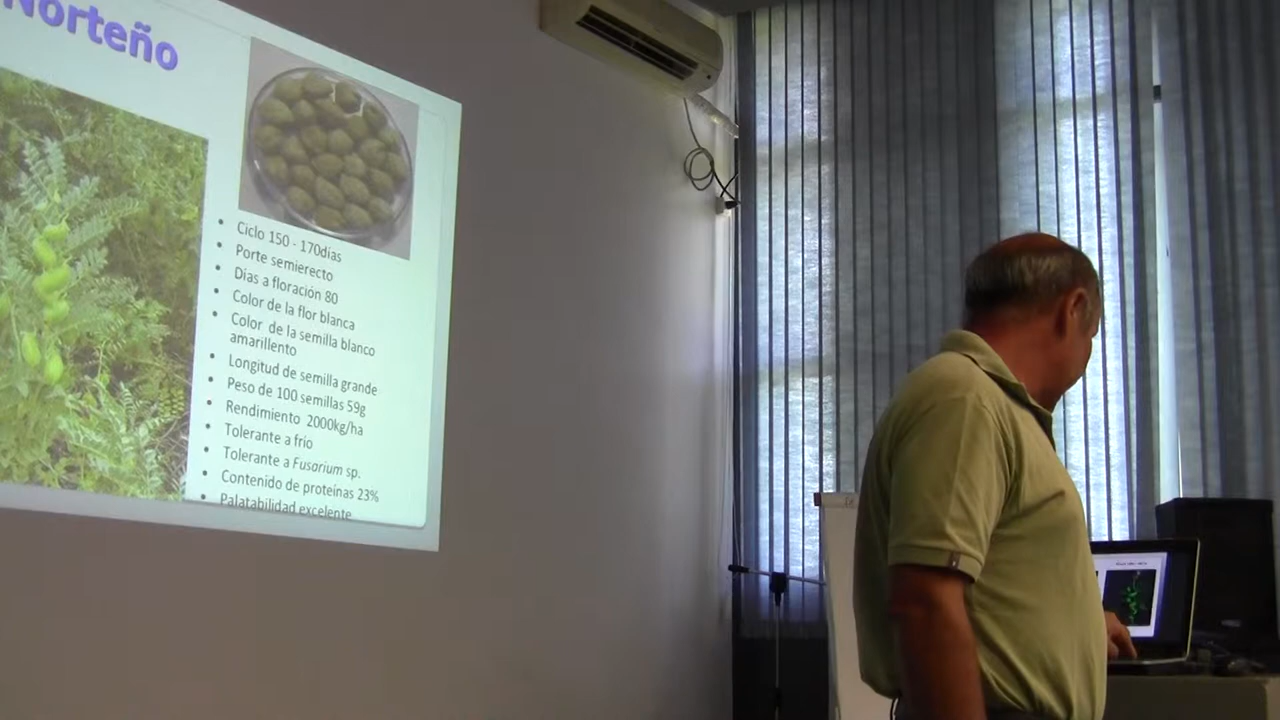 Norteño
• Ciclo 150 - 170días
• Porte semierecto
• Días a floración 80
• Color de la flor blanca
• Color de la semilla blanco
amarillento
• Longitud de semilla grande
• Peso de 100 semillas 59g
• Rendimiento 2000kg/ha
• Tolerante a frío
• Tolerante a Fusarium sp.
• Contenido de proteínas 23%
• Palatabilidad excelente